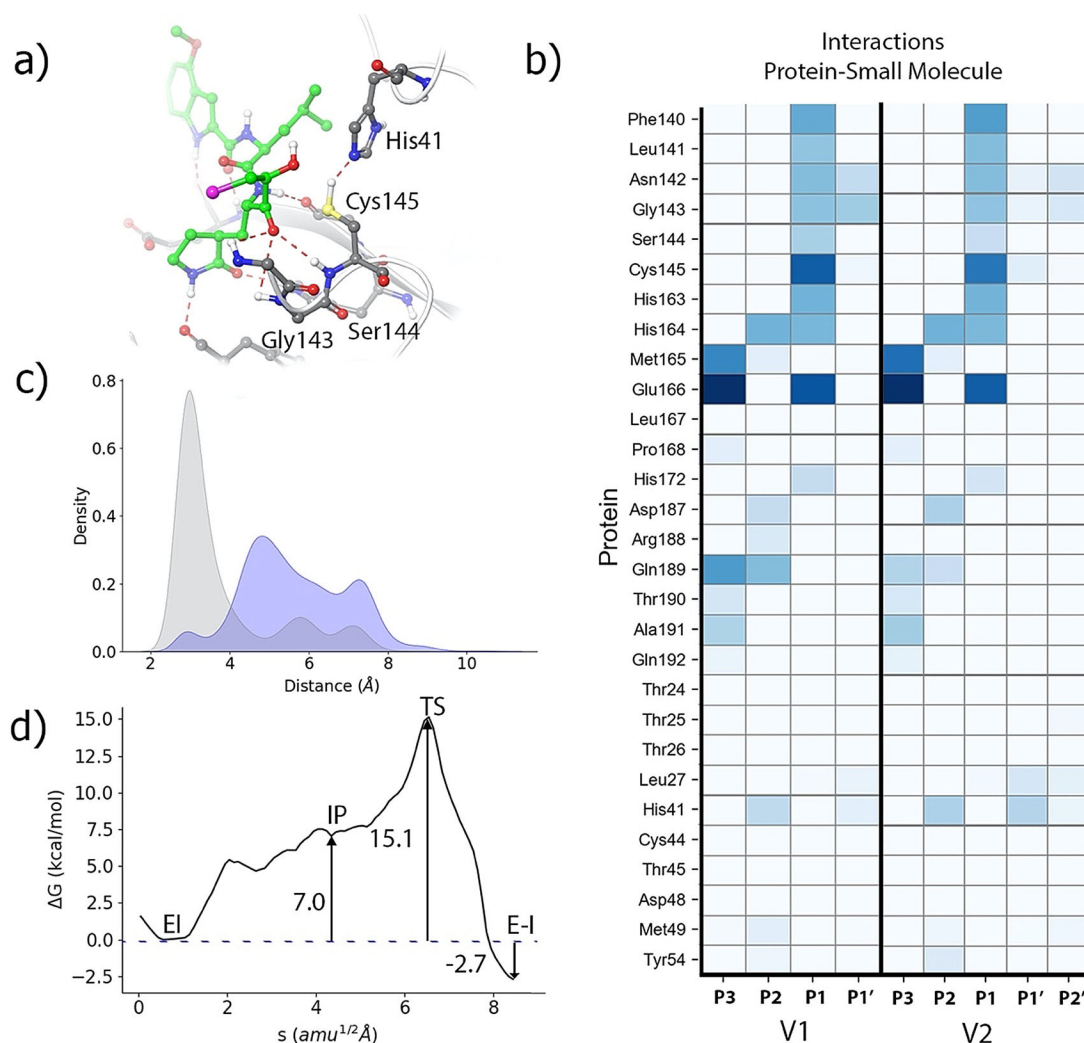 a)
His41
Cys145
Gly143
Ser144
b)
Interactions
Protein-Small Molecule
Protein
Phe140
Leu141
Asn142
Gly143
Ser144
Cys145
His163
His164
Met165
Glu166
Leu167
Pro168
His172
Asp187
Arg188
Gln189
Thr190
Ala191
Gln192
Thr24
Thr25
Thr26
Leu27
His41
Cys44
Thr45
Asp48
Met49
Tyr54
P3 P2 P1 P1′ P3 P2 P1 P1′ P2′
V1 V2
c)
Density
0.8
0.6
0.4
0.2
0.0
2 4 6 8 10
Distance (Å)
d)
ΔG (kcal/mol)
15.0
12.5
10.0
7.5
5.0
2.5
0.0
−2.5
TS
IP
15.1
7.0
EI
E-I
-2.7
0 2 4 6 8
s (amu^1/2 Å)